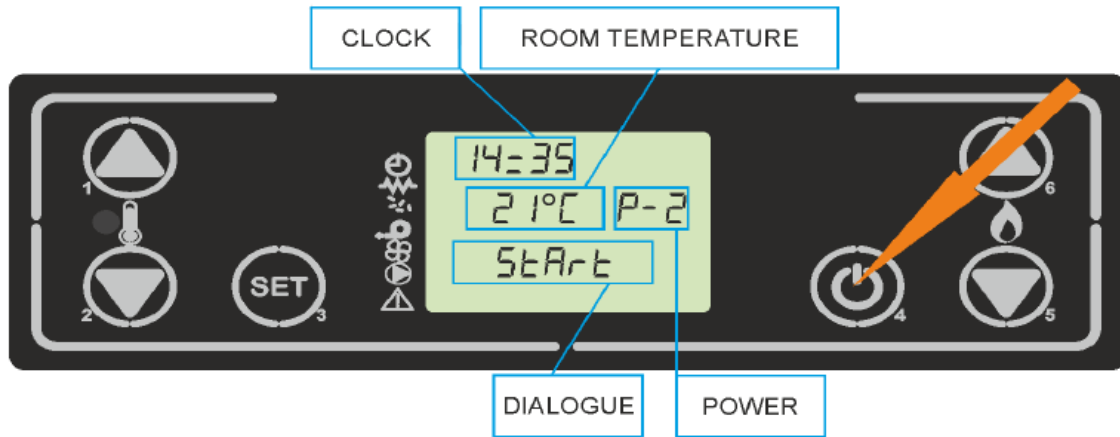 CLOCK
ROOM TEMPERATURE
14:35
1
6
21°C P-2
StArt
SET
2
3
4
5
DIALOGUE
POWER